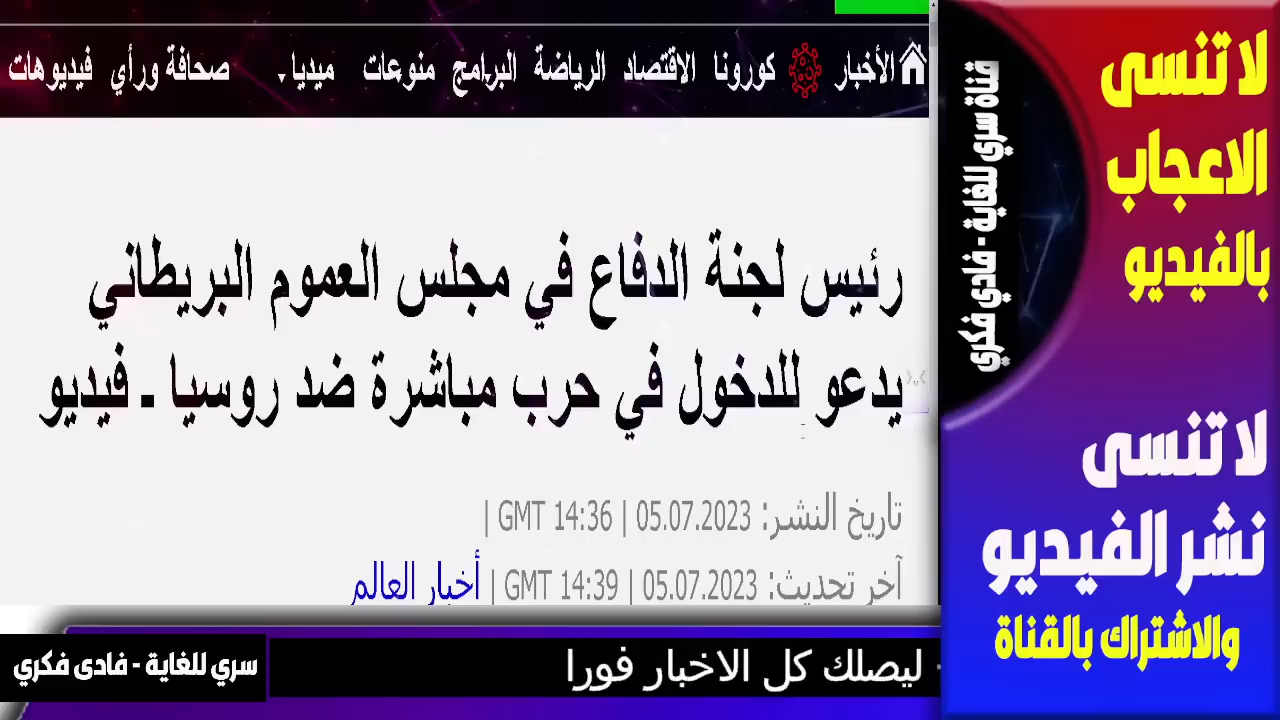 الأخبار كورونا الاقتصاد الرياضة البرامج منوعات ميديا صحافة ورأي فيديوهات
رئيس لجنة الدفاع في مجلس العموم البريطاني
يدعو للدخول في حرب مباشرة ضد روسيا ـ فيديو
تاريخ النشر: 05.07.2023 | 14:36 GMT |
آخر تحديث: 05.07.2023 | 14:39 GMT | أخبار العالم
لا تنسى
الاعجاب
بالفيديو
قناة سري للغاية - فادي فكري
لا تنسى
نشر الفيديو
والاشتراك بالقناة
ليصلك كل الاخبار فورا
سري للغاية - فادى فكري